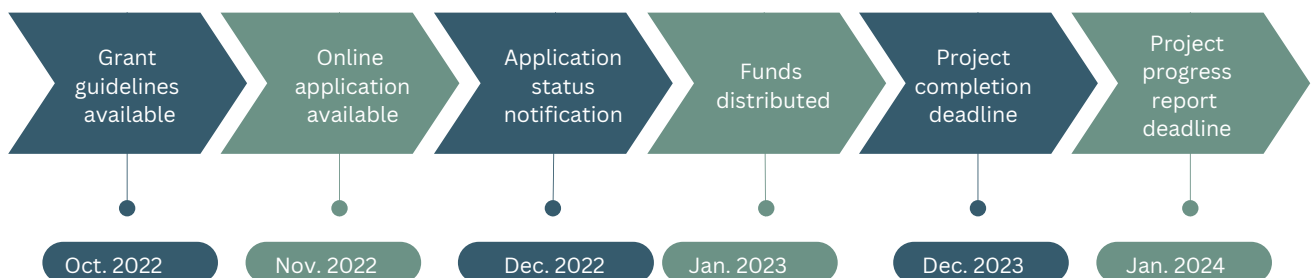 Grant
guidelines
available
Online
application
available
Application
status
notification
Funds
distributed
Project
completion
deadline
Project
progress
report
deadline
Oct. 2022
Nov. 2022
Dec. 2022
Jan. 2023
Dec. 2023
Jan. 2024